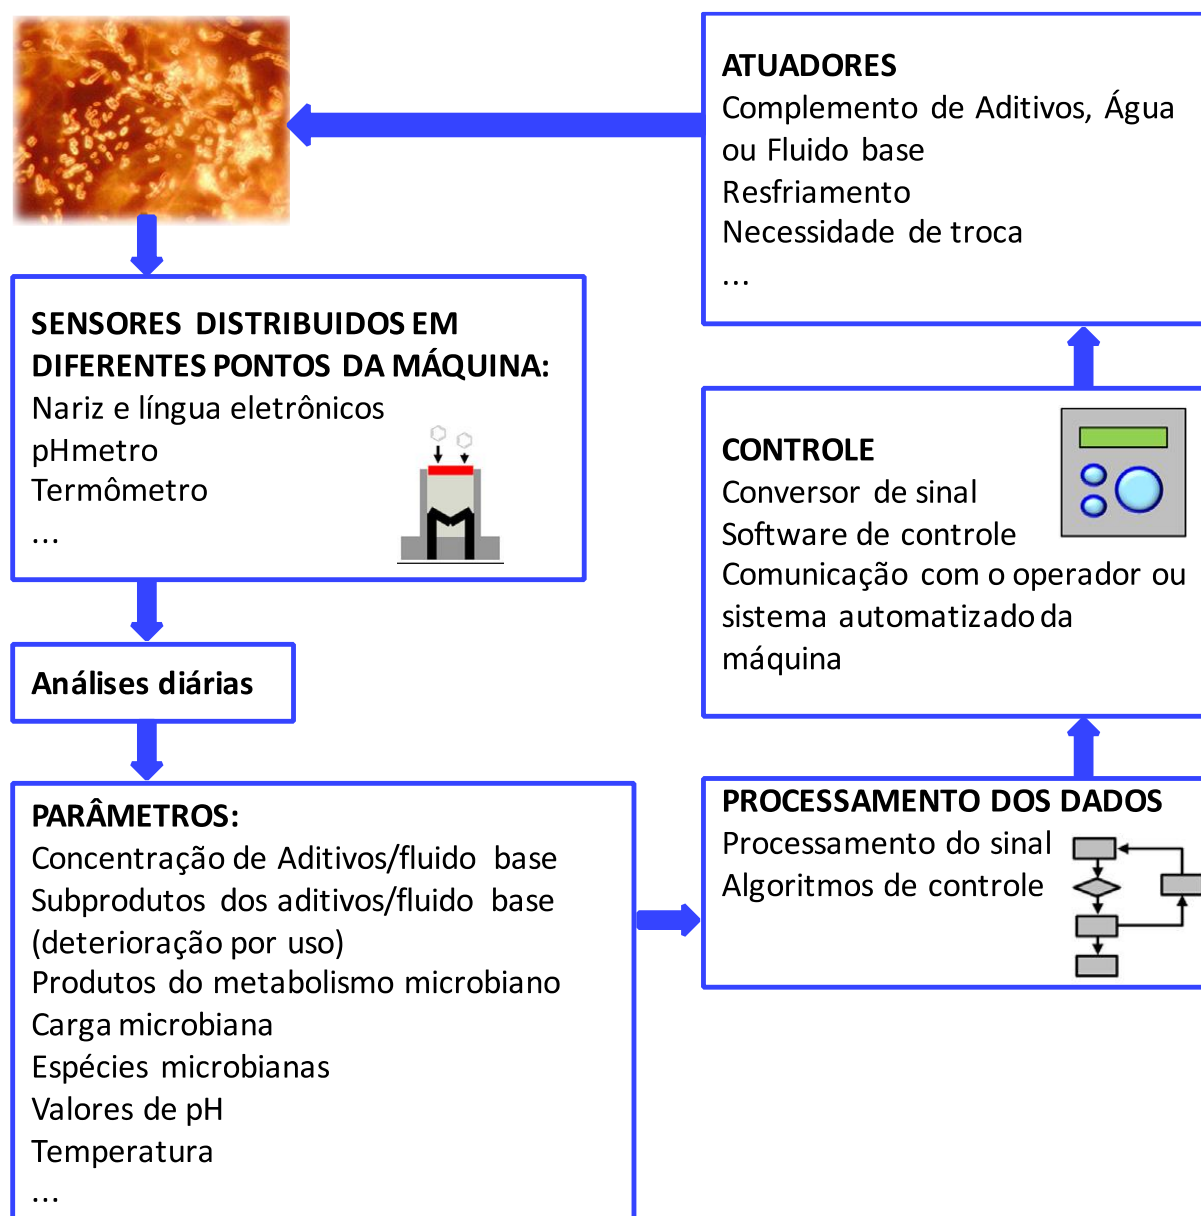 SENSORES DISTRIBUIDOS EM
DIFERENTES PONTOS DA MÁQUINA:
Nariz e língua eletrônicos
pHmetro
Termômetro
...
Análises diárias
PARÂMETROS:
Concentração de Aditivos/fluido base
Subprodutos dos aditivos/fluido base
(deterioração por uso)
Produtos do metabolismo microbiano
Carga microbiana
Espécies microbianas
Valores de pH
Temperatura
...
PROCESSAMENTO DOS DADOS
Processamento do sinal
Algoritmos de controle
CONTROLE
Conversor de sinal
Software de controle
Comunicação com o operador ou
sistema automatizado da
máquina
ATUADORES
Complemento de Aditivos, Água
ou Fluido base
Resfriamento
Necessidade de troca
...